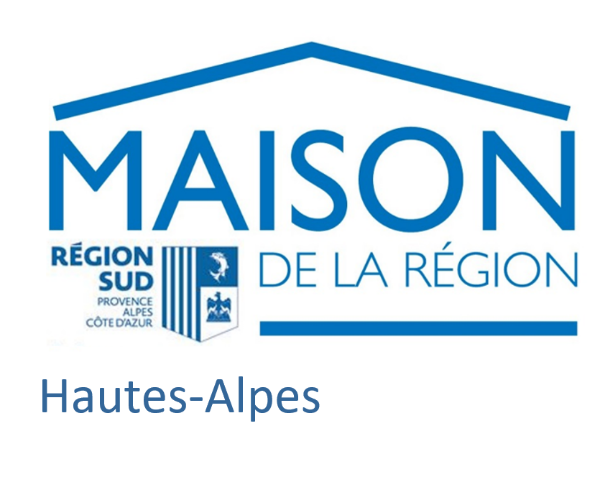 MAISON
DE LA RÉGION
RÉGION
SUD
PROVENCE
ALPES
CÔTE D'AZUR
Hautes-Alpes